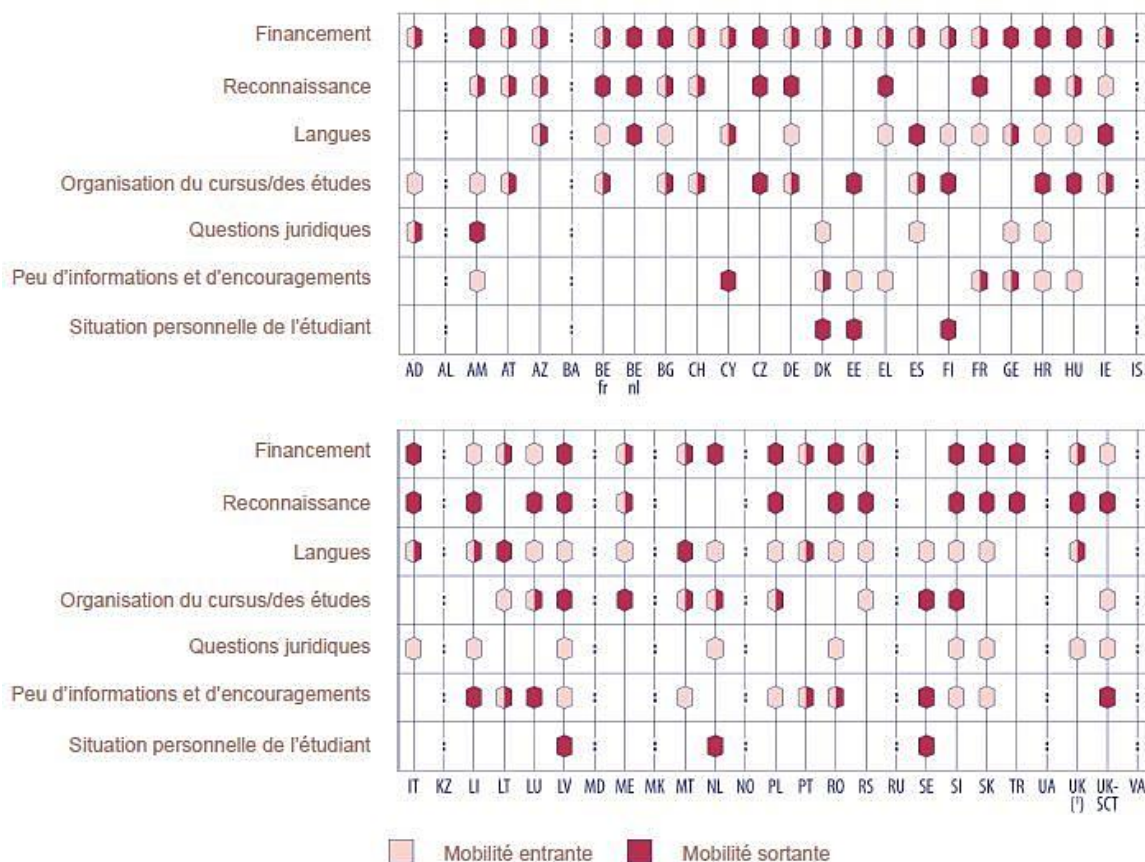 Financement
Reconnaissance
Langues
Organisation du cursus/des études
Questions juridiques
Peu d'informations et d'encouragements
Situation personnelle de l'étudiant
AD AL AM AT AZ BA BE fr BE nl BG CH CY CZ DE DK EE EL ES FI FR GE HR HU IE IS
Financement
Reconnaissance
Langues
Organisation du cursus/des études
Questions juridiques
Peu d'informations et d'encouragements
Situation personnelle de l'étudiant
IT KZ LI LT LU LV MD ME MK MT NL NO PL PT RO RS RU SE SI SK TR UA UK (¹) UK-SCT VA
Mobilité entrante Mobilité sortante